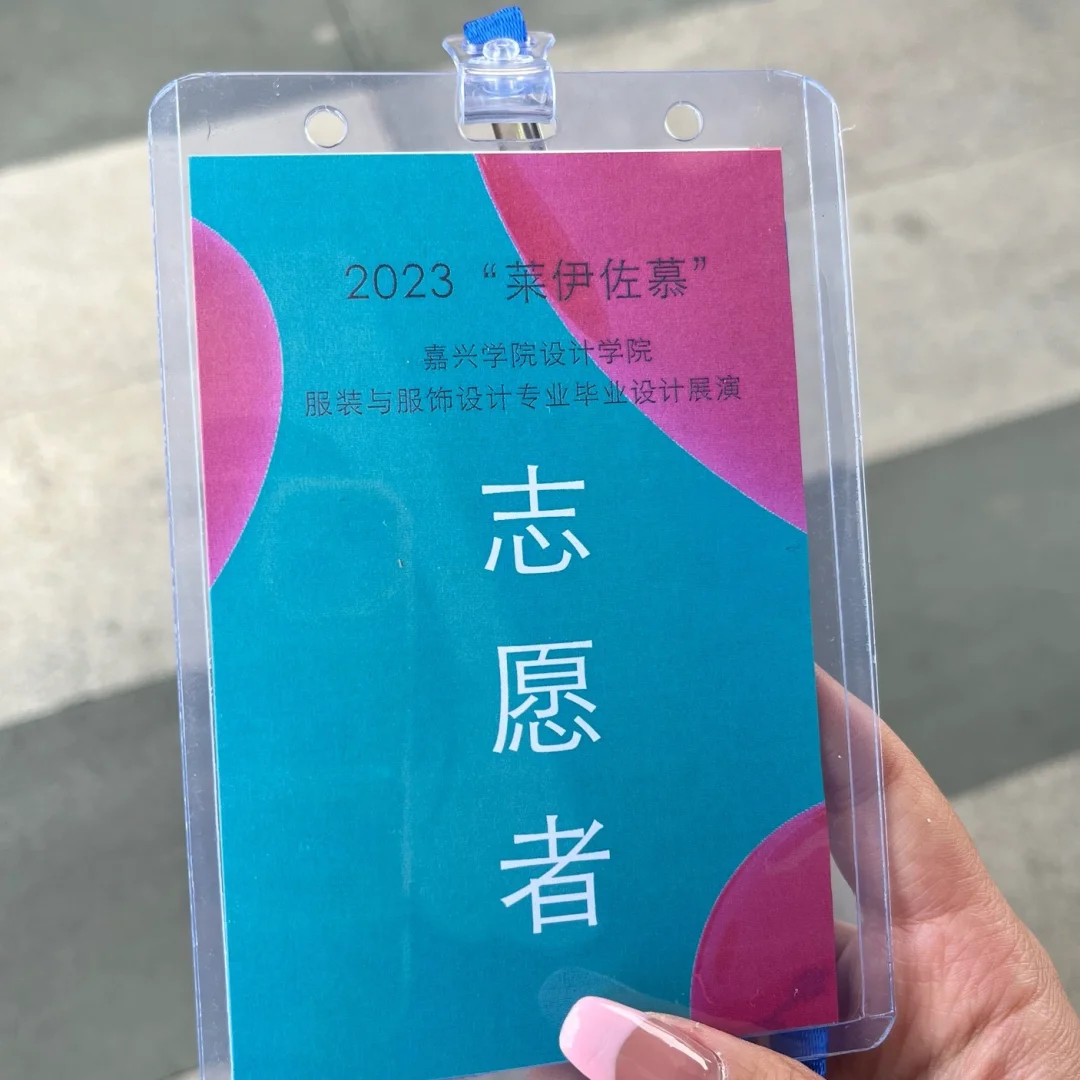 2023 “莱伊佐慕”
嘉兴学院设计学院
服装与服饰设计专业毕业设计展演
志
愿
者